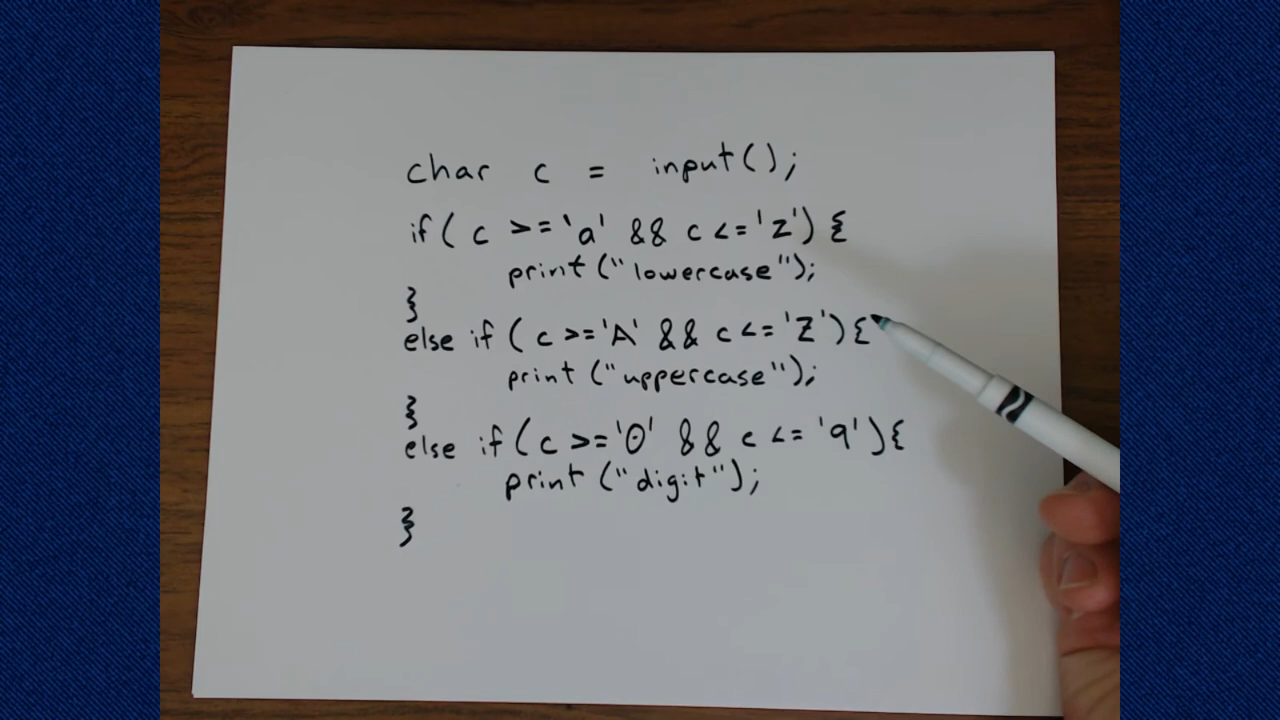 char c = input();
if( c >= 'a' && c <= 'z') {
print ("lowercase");
}
else if ( c >= 'A' && c <= 'Z') {
print ("uppercase");
}
else if ( c >= '0' && c <= '9') {
print ("digit");
}